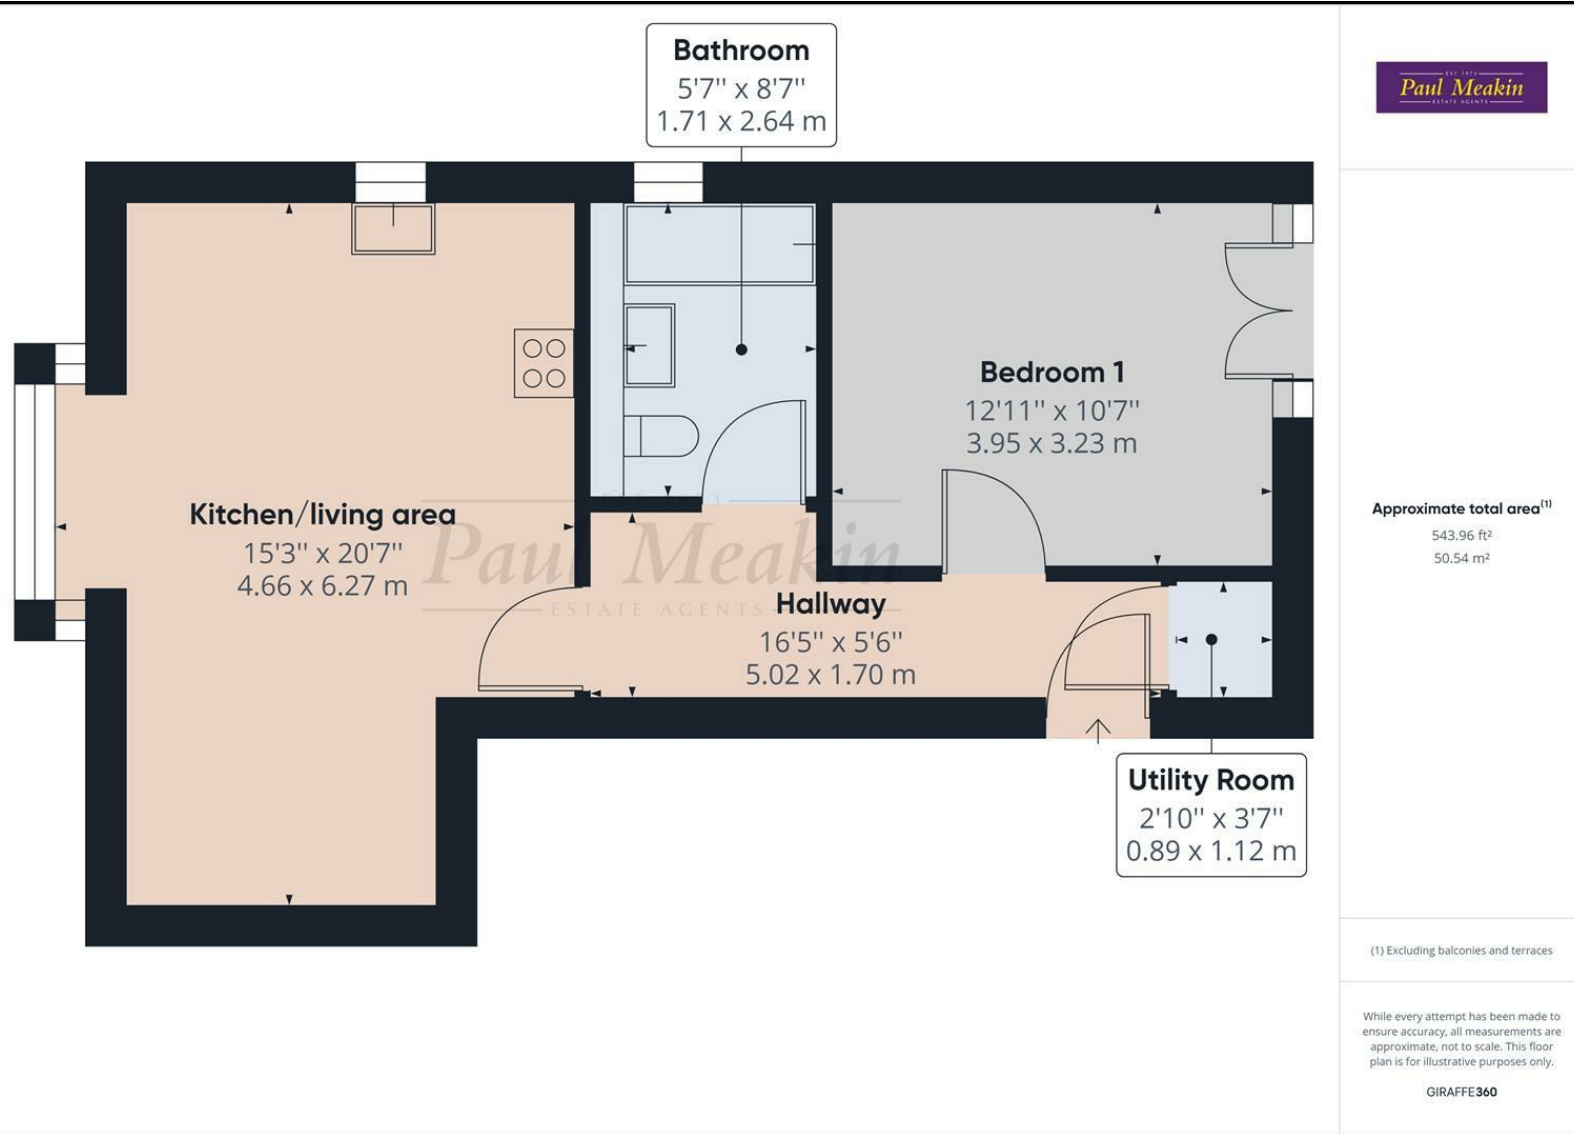 Bathroom
5'7" x 8'7"
1.71 x 2.64 m
EST 1973
Paul Meakin
ESTATE AGENTS
Kitchen/living area
15'3'' x 20'7''
4.66 x 6.27 m
Bedroom 1
12'11'' x 10'7''
3.95 x 3.23 m
Paul Meakin
ESTATE AGENTS
Hallway
16'5'' x 5'6''
5.02 x 1.70 m
Utility Room
2'10'' x 3'7''
0.89 x 1.12 m
Approximate total area(1)
543.96 ft²
50.54 m²
(1) Excluding balconies and terraces
While every attempt has been made to
ensure accuracy, all measurements are
approximate, not to scale. This floor
plan is for illustrative purposes only.
GIRAFFE360